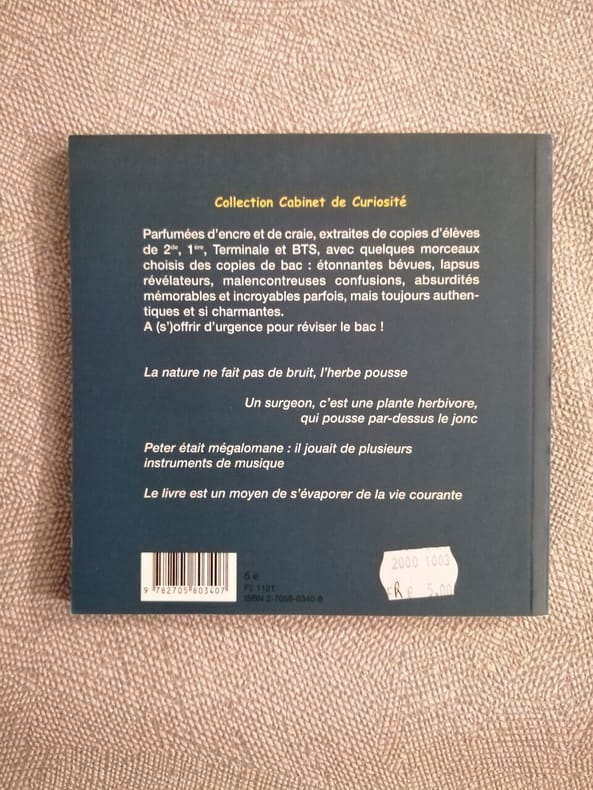 Collection Cabinet de Curiosité
Parfumées d'encre et de craie, extraites de copies d'élèves
de 2de, 1ère, Terminale et BTS, avec quelques morceaux
choisis des copies de bac : étonnantes bévues, lapsus
révélateurs, malencontreuses confusions, absurdités
mémorables et incroyables parfois, mais toujours authen-
tiques et si charmantes.
A (s')offrir d'urgence pour réviser le bac !
La nature ne fait pas de bruit, l'herbe pousse
Un surgeon, c'est une plante herbivore,
qui pousse par-dessus le jonc
Peter était mégalomane : il jouait de plusieurs
instruments de musique
Le livre est un moyen de s'évaporer de la vie courante
9 782705 803407
5 €
F2 1121
ISBN 2-7058-0340-8
2000 1003
5,00